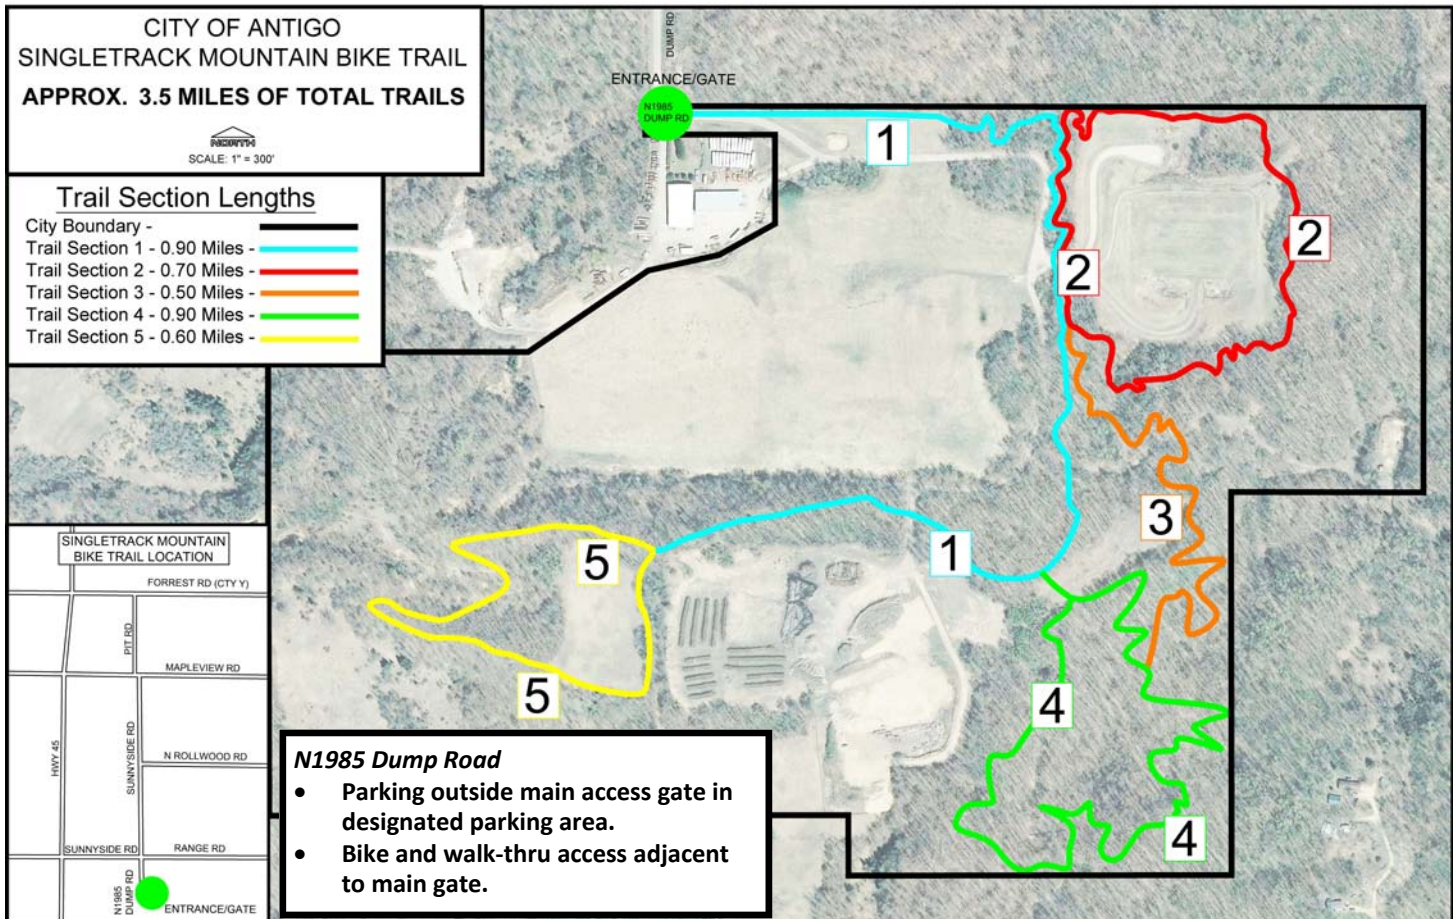 CITY OF ANTIGO
SINGLETRACK MOUNTAIN BIKE TRAIL
APPROX. 3.5 MILES OF TOTAL TRAILS
NORTH
SCALE: 1" = 300'
Trail Section Lengths
City Boundary -
Trail Section 1 - 0.90 Miles -
Trail Section 2 - 0.70 Miles -
Trail Section 3 - 0.50 Miles -
Trail Section 4 - 0.90 Miles -
Trail Section 5 - 0.60 Miles -
DUMP RD
ENTRANCE/GATE
N1985
DUMP RD
1
2
2
3
1
5
5
4
4
SINGLETRACK MOUNTAIN
BIKE TRAIL LOCATION
FORREST RD (CTY Y)
PIT RD
MAPLEVIEW RD
HWY 45
SUNNYSIDE RD
N ROLLWOOD RD
SUNNYSIDE RD
RANGE RD
N1985
DUMP RD
ENTRANCE/GATE
N1985 Dump Road
• Parking outside main access gate in
designated parking area.
• Bike and walk-thru access adjacent
to main gate.